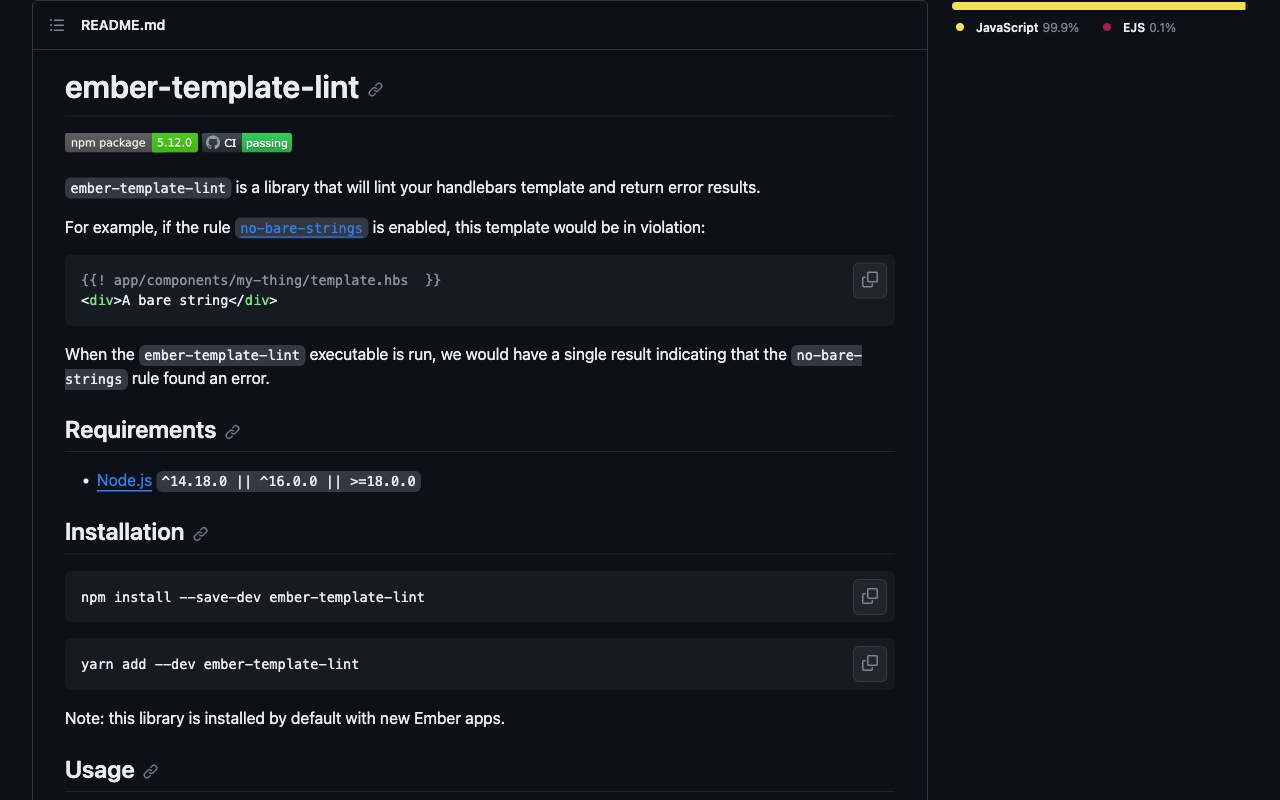 README.md
JavaScript 99.9% EJS 0.1%
ember-template-lint
npm package 5.12.0 CI passing
ember-template-lint is a library that will lint your handlebars template and return error results.
For example, if the rule no-bare-strings is enabled, this template would be in violation:
{{! app/components/my-thing/template.hbs  }}
<div>A bare string</div>
When the ember-template-lint executable is run, we would have a single result indicating that the no-bare-
strings rule found an error.
Requirements
• Node.js ^14.18.0 || ^16.0.0 || >=18.0.0
Installation
npm install --save-dev ember-template-lint
yarn add --dev ember-template-lint
Note: this library is installed by default with new Ember apps.
Usage